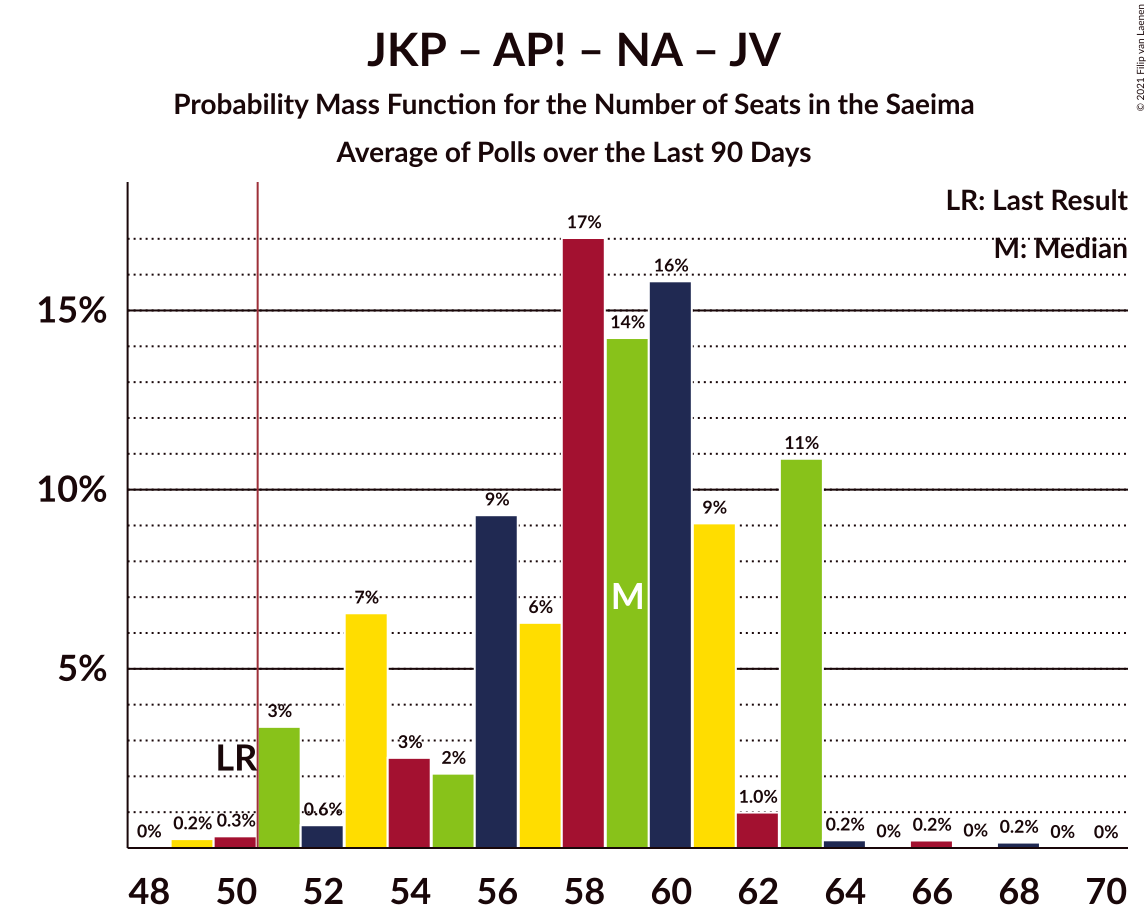 JKP – AP! – NA – JV
Probability Mass Function for the Number of Seats in the Saeima
Average of Polls over the Last 90 Days
© 2021 Filip van Laenen
LR: Last Result
M: Median
15%
10%
5%
0%
0.2%
0.3%
3%
0.6%
7%
3%
2%
9%
6%
17%
14%
16%
9%
1.0%
11%
0.2%
0%
0.2%
0%
0.2%
0%
0%
LR
M
48 50 52 54 56 58 60 62 64 66 68 70